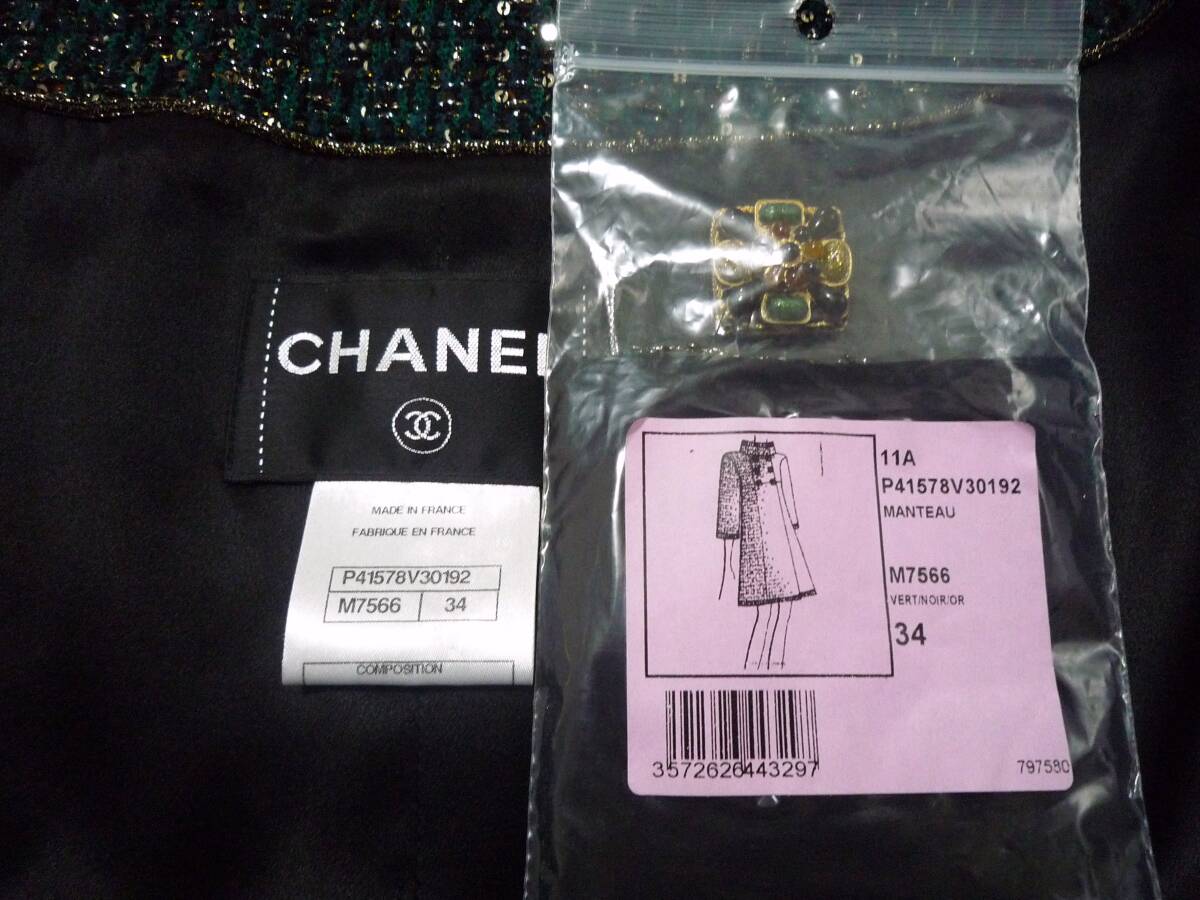 CHANEL
MADE IN FRANCE
FABRIQUÉ EN FRANCE
P41578V30192
M7566 34
COMPOSITION
11A
P41578V30192
MANTEAU
M7566
VERT/NOIR/OR
34
3572626443297
797580